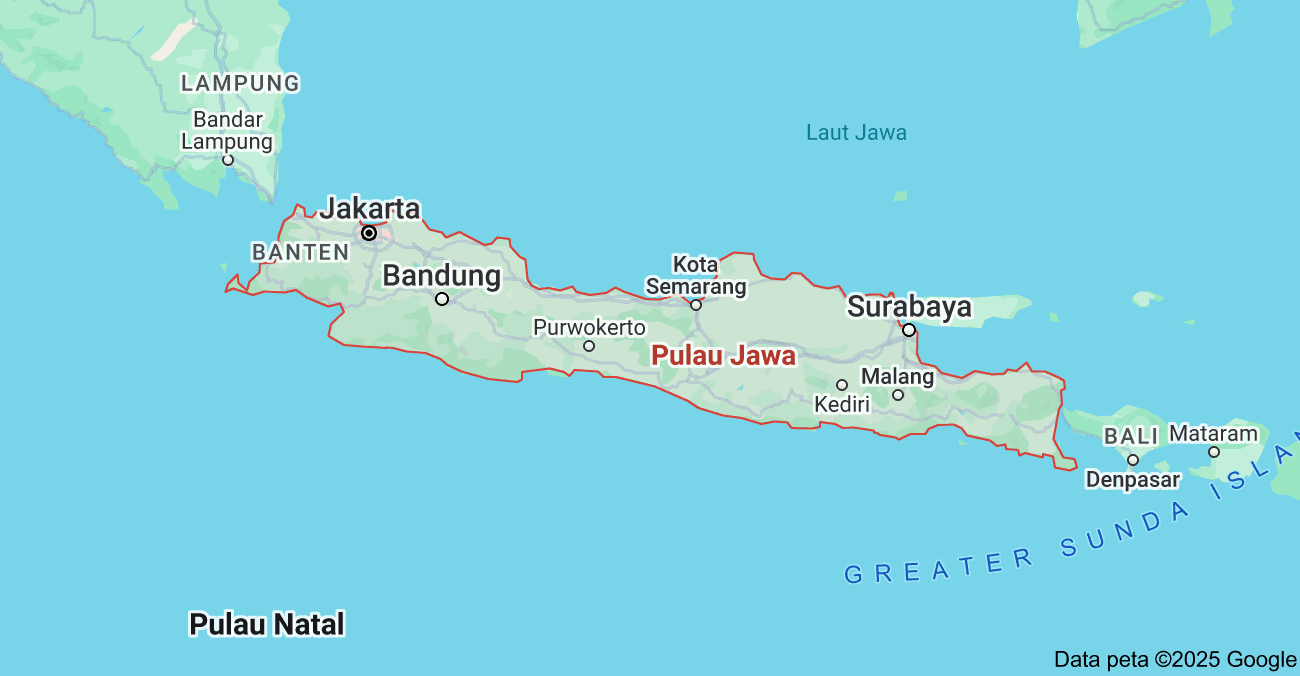 LAMPUNG
Bandar
Lampung
Laut Jawa
Jakarta
BANTEN
Bandung
Kota
Semarang
Surabaya
Purwokerto
Pulau Jawa
Malang
Kediri
BALI
Mataram
Denpasar
GREATER SUNDA ISLAN
Pulau Natal
Data peta ©2025 Google